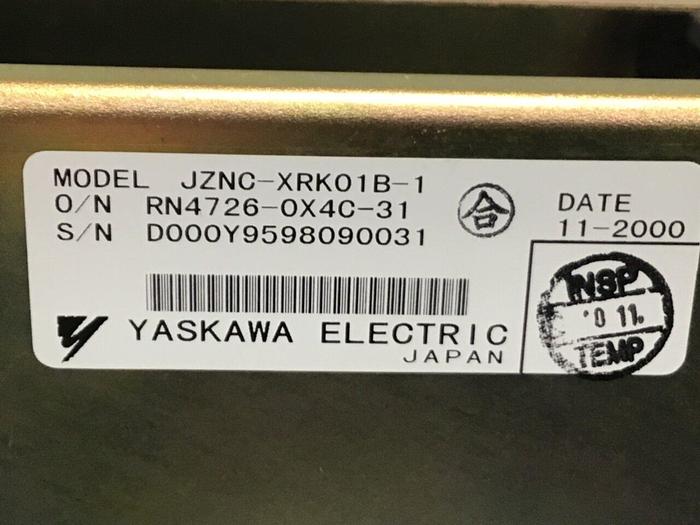 MODEL JZNC-XRK01B-1
O/N RN4726-0X4C-31
S/N D000Y9598090031
合
DATE
11-2000
YASKAWA ELECTRIC
JAPAN
INSP
'0 11.
TEMP